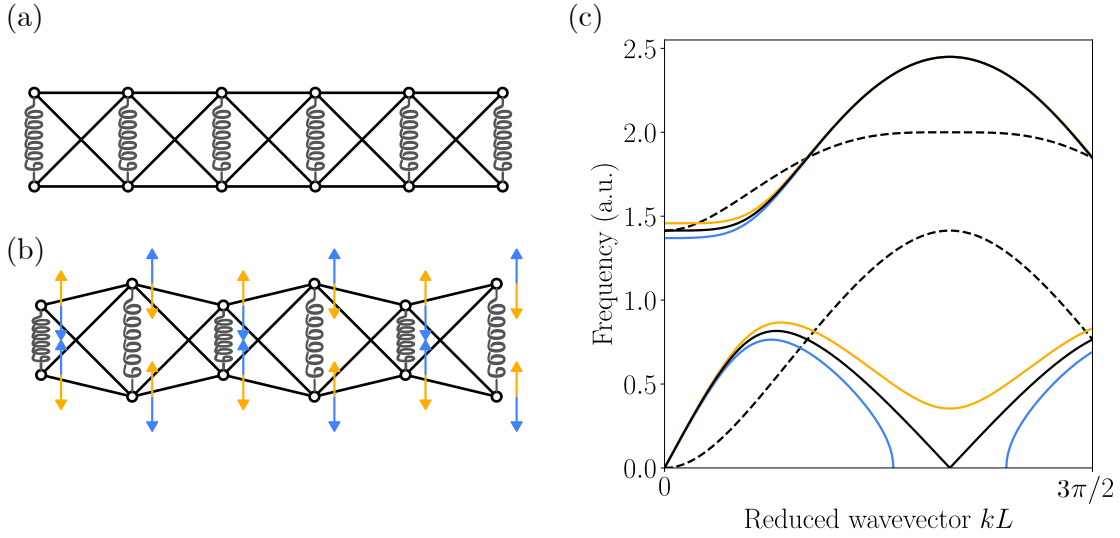 (a)
(b)
(c)
Frequency (a.u.)
2.5
2.0
1.5
1.0
0.5
0.0
0
3π/2
Reduced wavevector kL